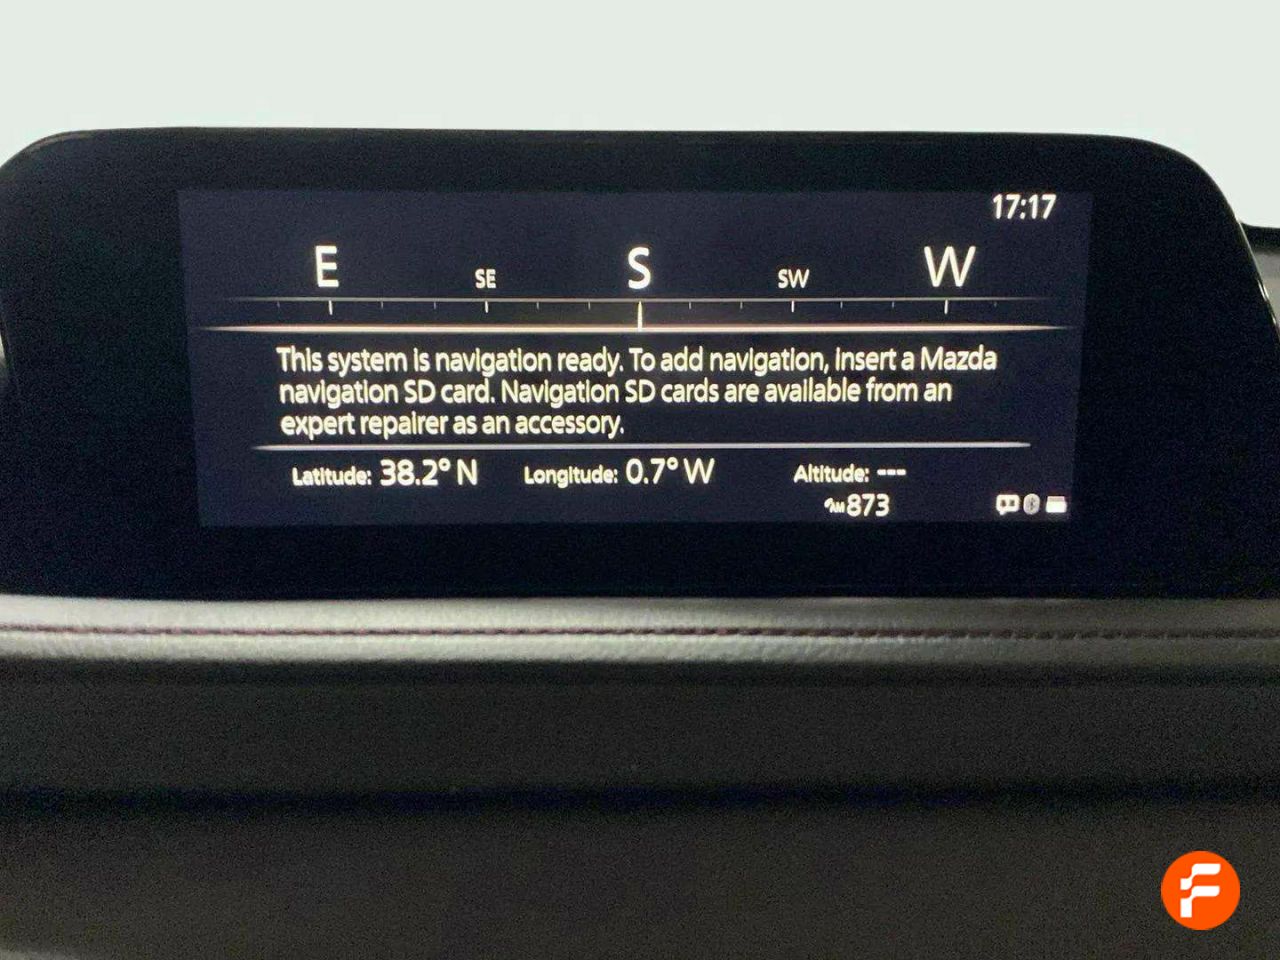 17:17
E SE S SW W
This system is navigation ready. To add navigation, insert a Mazda
navigation SD card. Navigation SD cards are available from an
expert repairer as an accessory.
Latitude: 38.2° N Longitude: 0.7° W Altitude: ---
AM 873
F